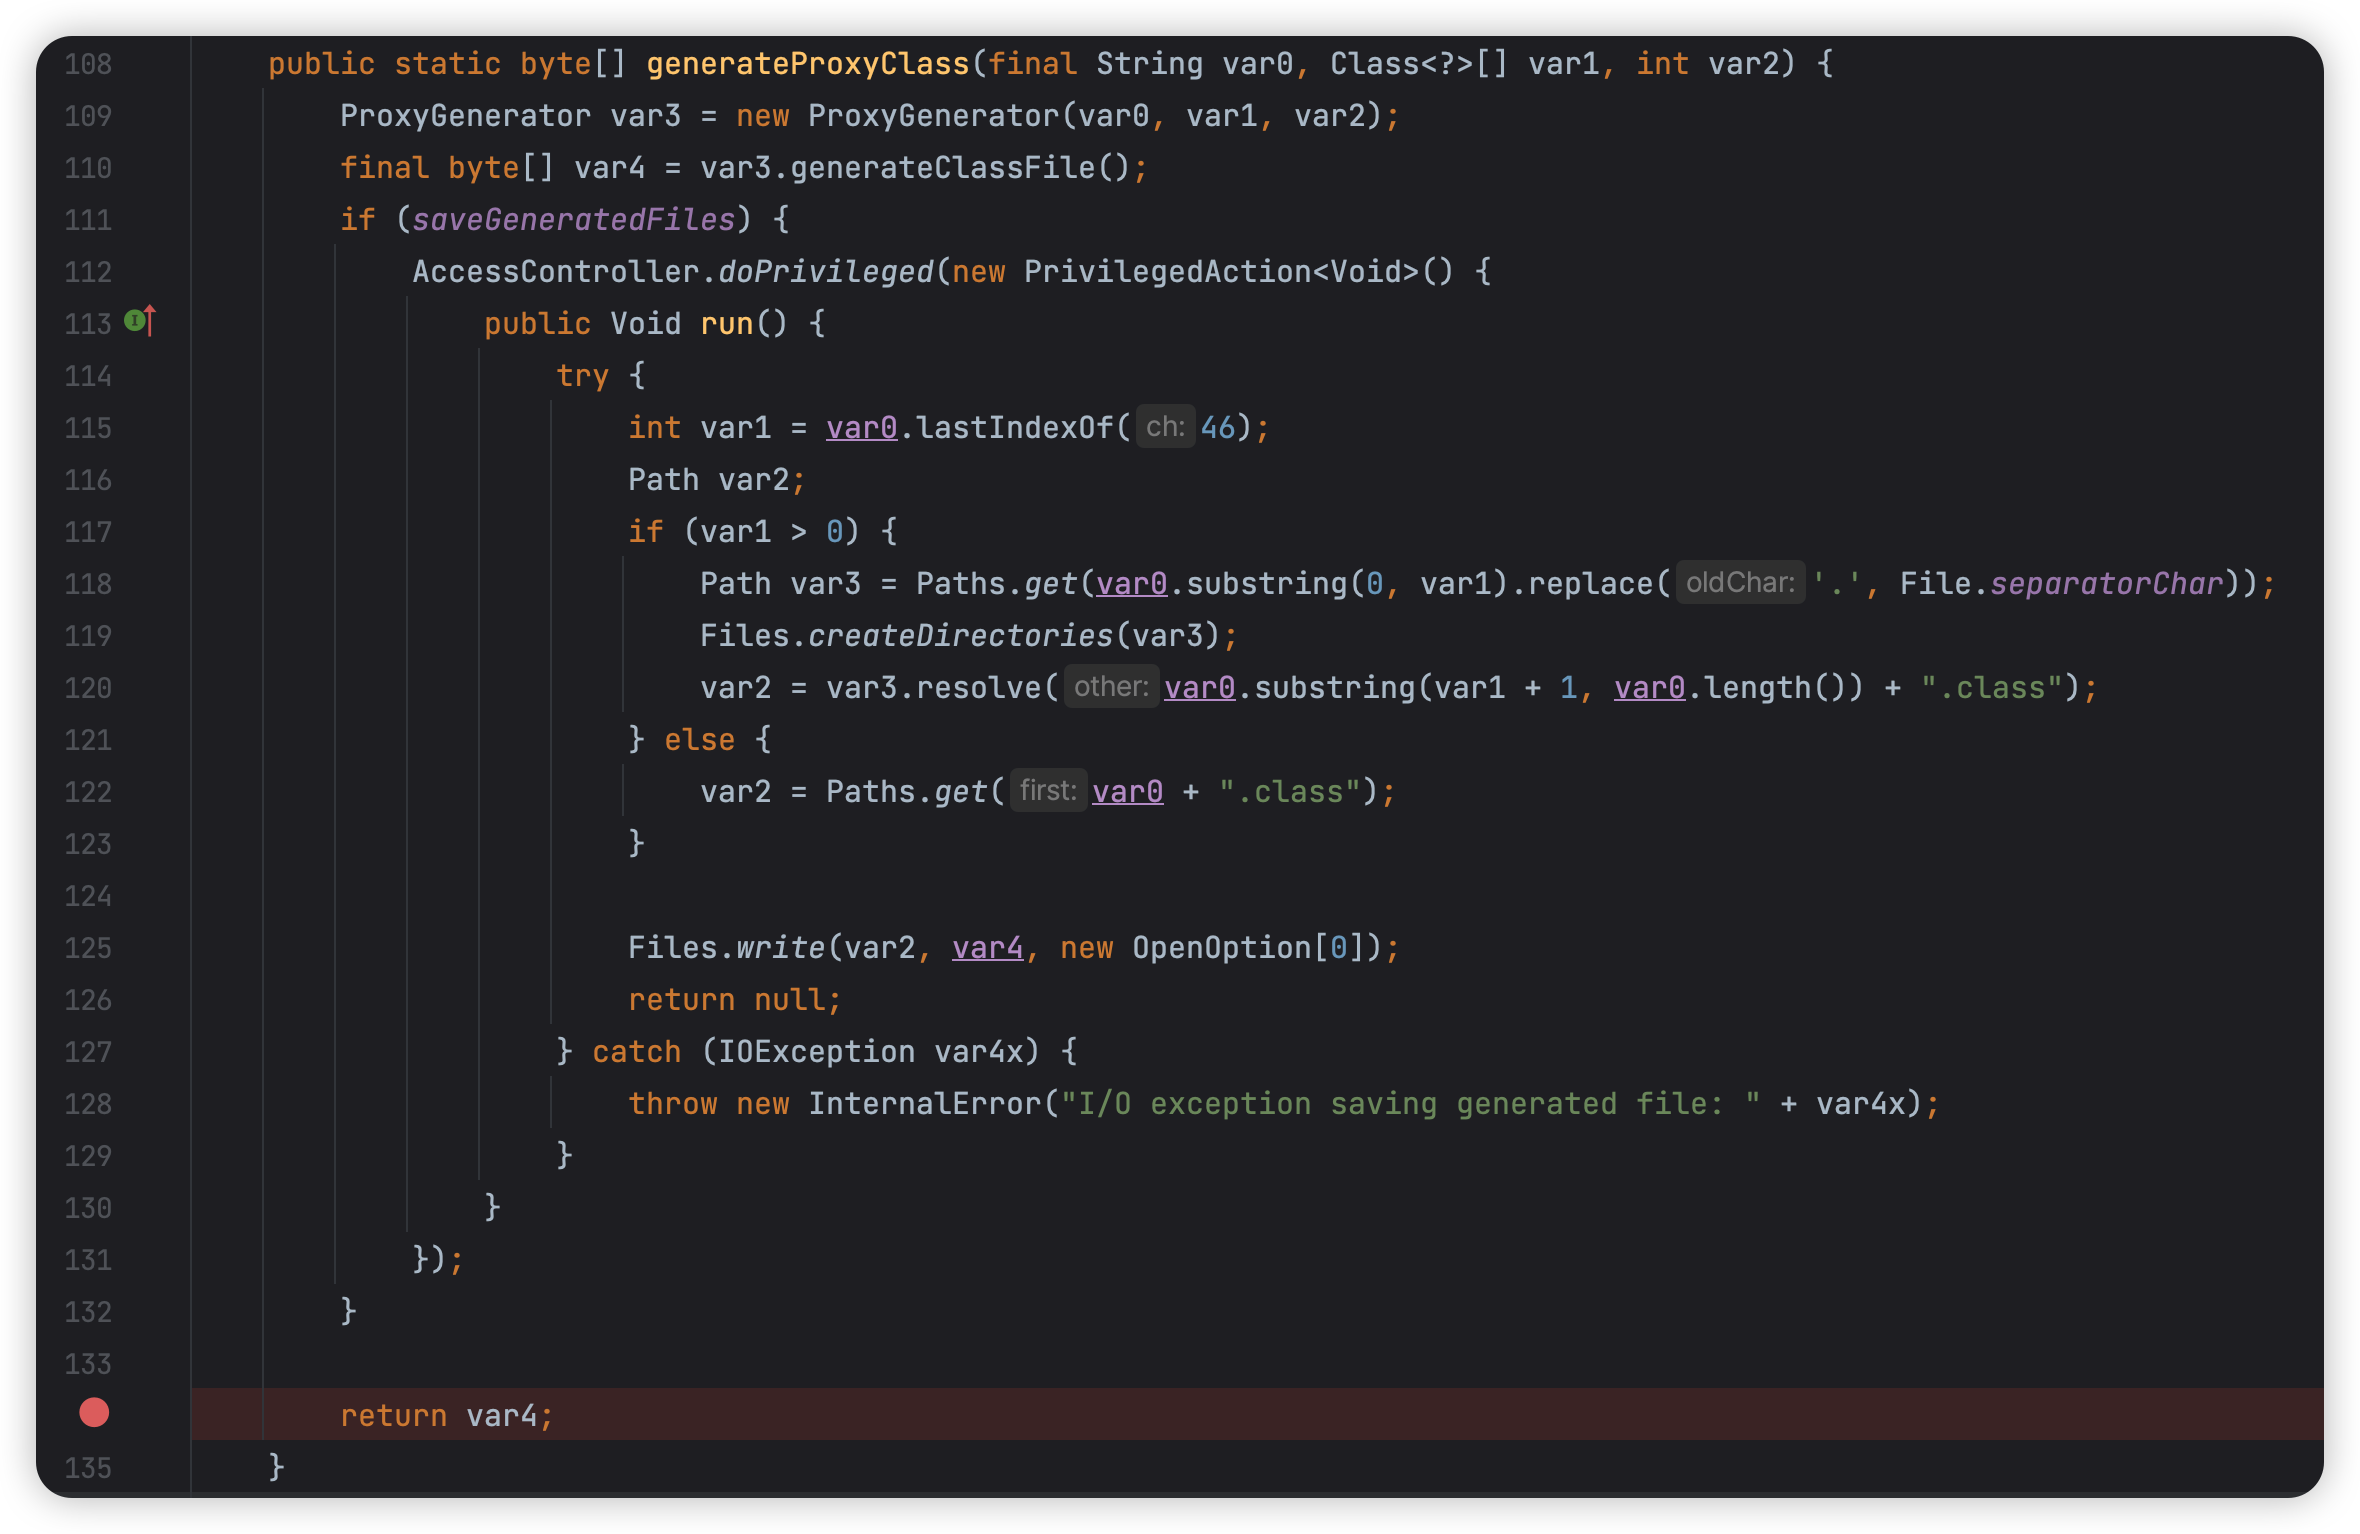 108 public static byte[] generateProxyClass(final String var0, Class<?>[] var1, int var2) {
109 ProxyGenerator var3 = new ProxyGenerator(var0, var1, var2);
110 final byte[] var4 = var3.generateClassFile();
111 if (saveGeneratedFiles) {
112 AccessController.doPrivileged(new PrivilegedAction<Void>() {
113 I public Void run() {
114 try {
115 int var1 = var0.lastIndexOf( ch: 46);
116 Path var2;
117 if (var1 > 0) {
118 Path var3 = Paths.get(var0.substring(0, var1).replace( oldChar: '.', File.separatorChar));
119 Files.createDirectories(var3);
120 var2 = var3.resolve( other: var0.substring(var1 + 1, var0.length()) + ".class");
121 } else {
122 var2 = Paths.get( first: var0 + ".class");
123 }
124
125 Files.write(var2, var4, new OpenOption[0]);
126 return null;
127 } catch (IOException var4x) {
128 throw new InternalError("I/O exception saving generated file: " + var4x);
129 }
130 }
131 });
132 }
133
return var4;
135 }